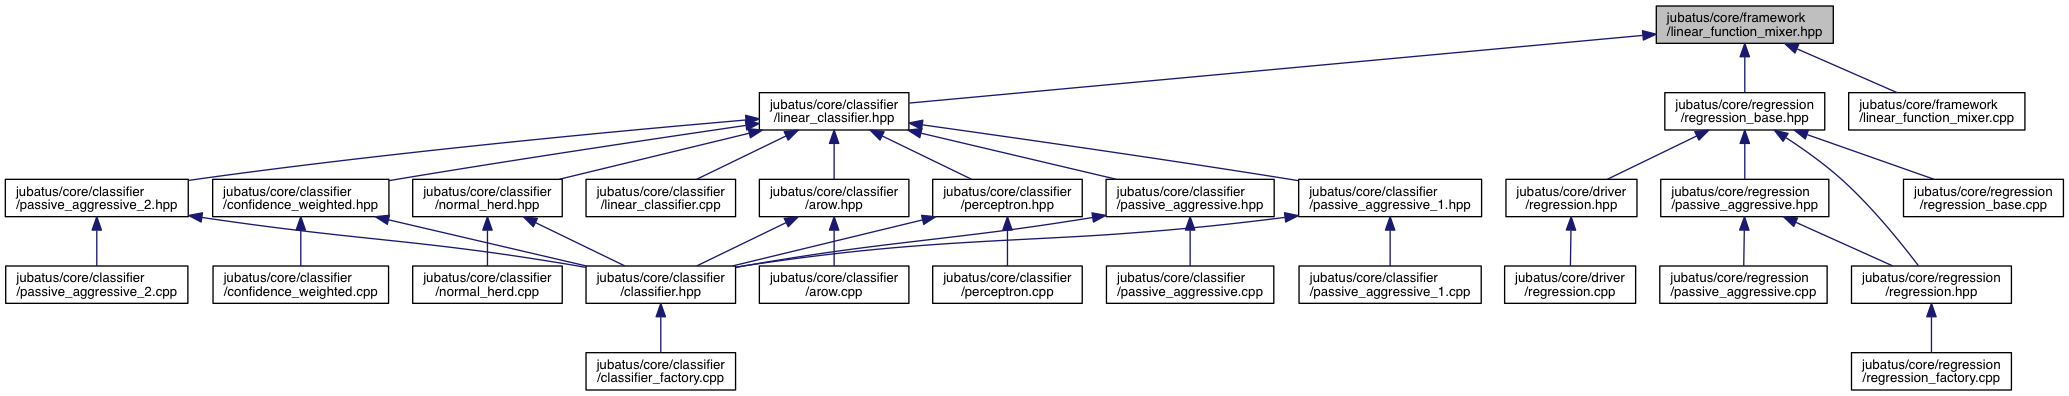 jubatus/core/framework
/linear_function_mixer.hpp
jubatus/core/classifier
/linear_classifier.hpp
jubatus/core/regression
/regression_base.hpp
jubatus/core/framework
/linear_function_mixer.cpp
jubatus/core/classifier
/passive_aggressive_2.hpp
jubatus/core/classifier
/confidence_weighted.hpp
jubatus/core/classifier
/normal_herd.hpp
jubatus/core/classifier
/linear_classifier.cpp
jubatus/core/classifier
/arow.hpp
jubatus/core/classifier
/perceptron.hpp
jubatus/core/classifier
/passive_aggressive.hpp
jubatus/core/classifier
/passive_aggressive_1.hpp
jubatus/core/driver
/regression.hpp
jubatus/core/regression
/passive_aggressive.hpp
jubatus/core/regression
/regression_base.cpp
jubatus/core/classifier
/passive_aggressive_2.cpp
jubatus/core/classifier
/confidence_weighted.cpp
jubatus/core/classifier
/normal_herd.cpp
jubatus/core/classifier
/classifier.hpp
jubatus/core/classifier
/arow.cpp
jubatus/core/classifier
/perceptron.cpp
jubatus/core/classifier
/passive_aggressive.cpp
jubatus/core/classifier
/passive_aggressive_1.cpp
jubatus/core/driver
/regression.cpp
jubatus/core/regression
/passive_aggressive.cpp
jubatus/core/regression
/regression.hpp
jubatus/core/classifier
/classifier_factory.cpp
jubatus/core/regression
/regression_factory.cpp